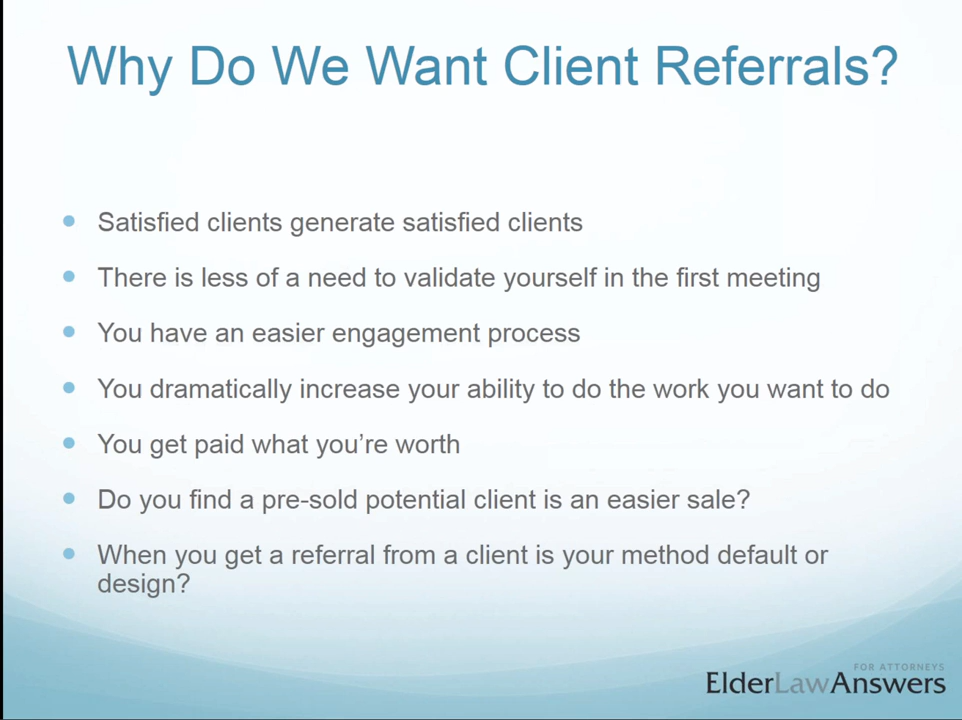 Why Do We Want Client Referrals?
Satisfied clients generate satisfied clients
There is less of a need to validate yourself in the first meeting
You have an easier engagement process
You dramatically increase your ability to do the work you want to do
You get paid what you’re worth
Do you find a pre-sold potential client is an easier sale?
When you get a referral from a client is your method default or
design?
FOR ATTORNEYS
ElderLawAnswers